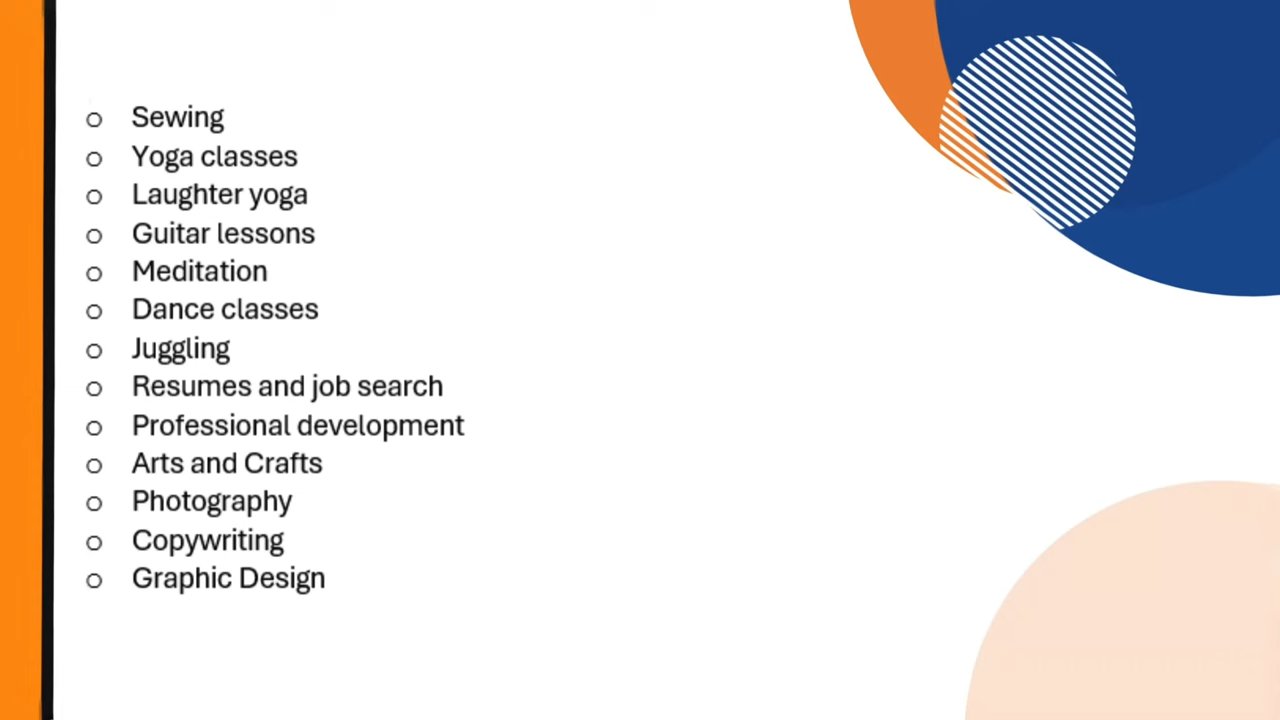 Sewing
Yoga classes
Laughter yoga
Guitar lessons
Meditation
Dance classes
Juggling
Resumes and job search
Professional development
Arts and Crafts
Photography
Copywriting
Graphic Design